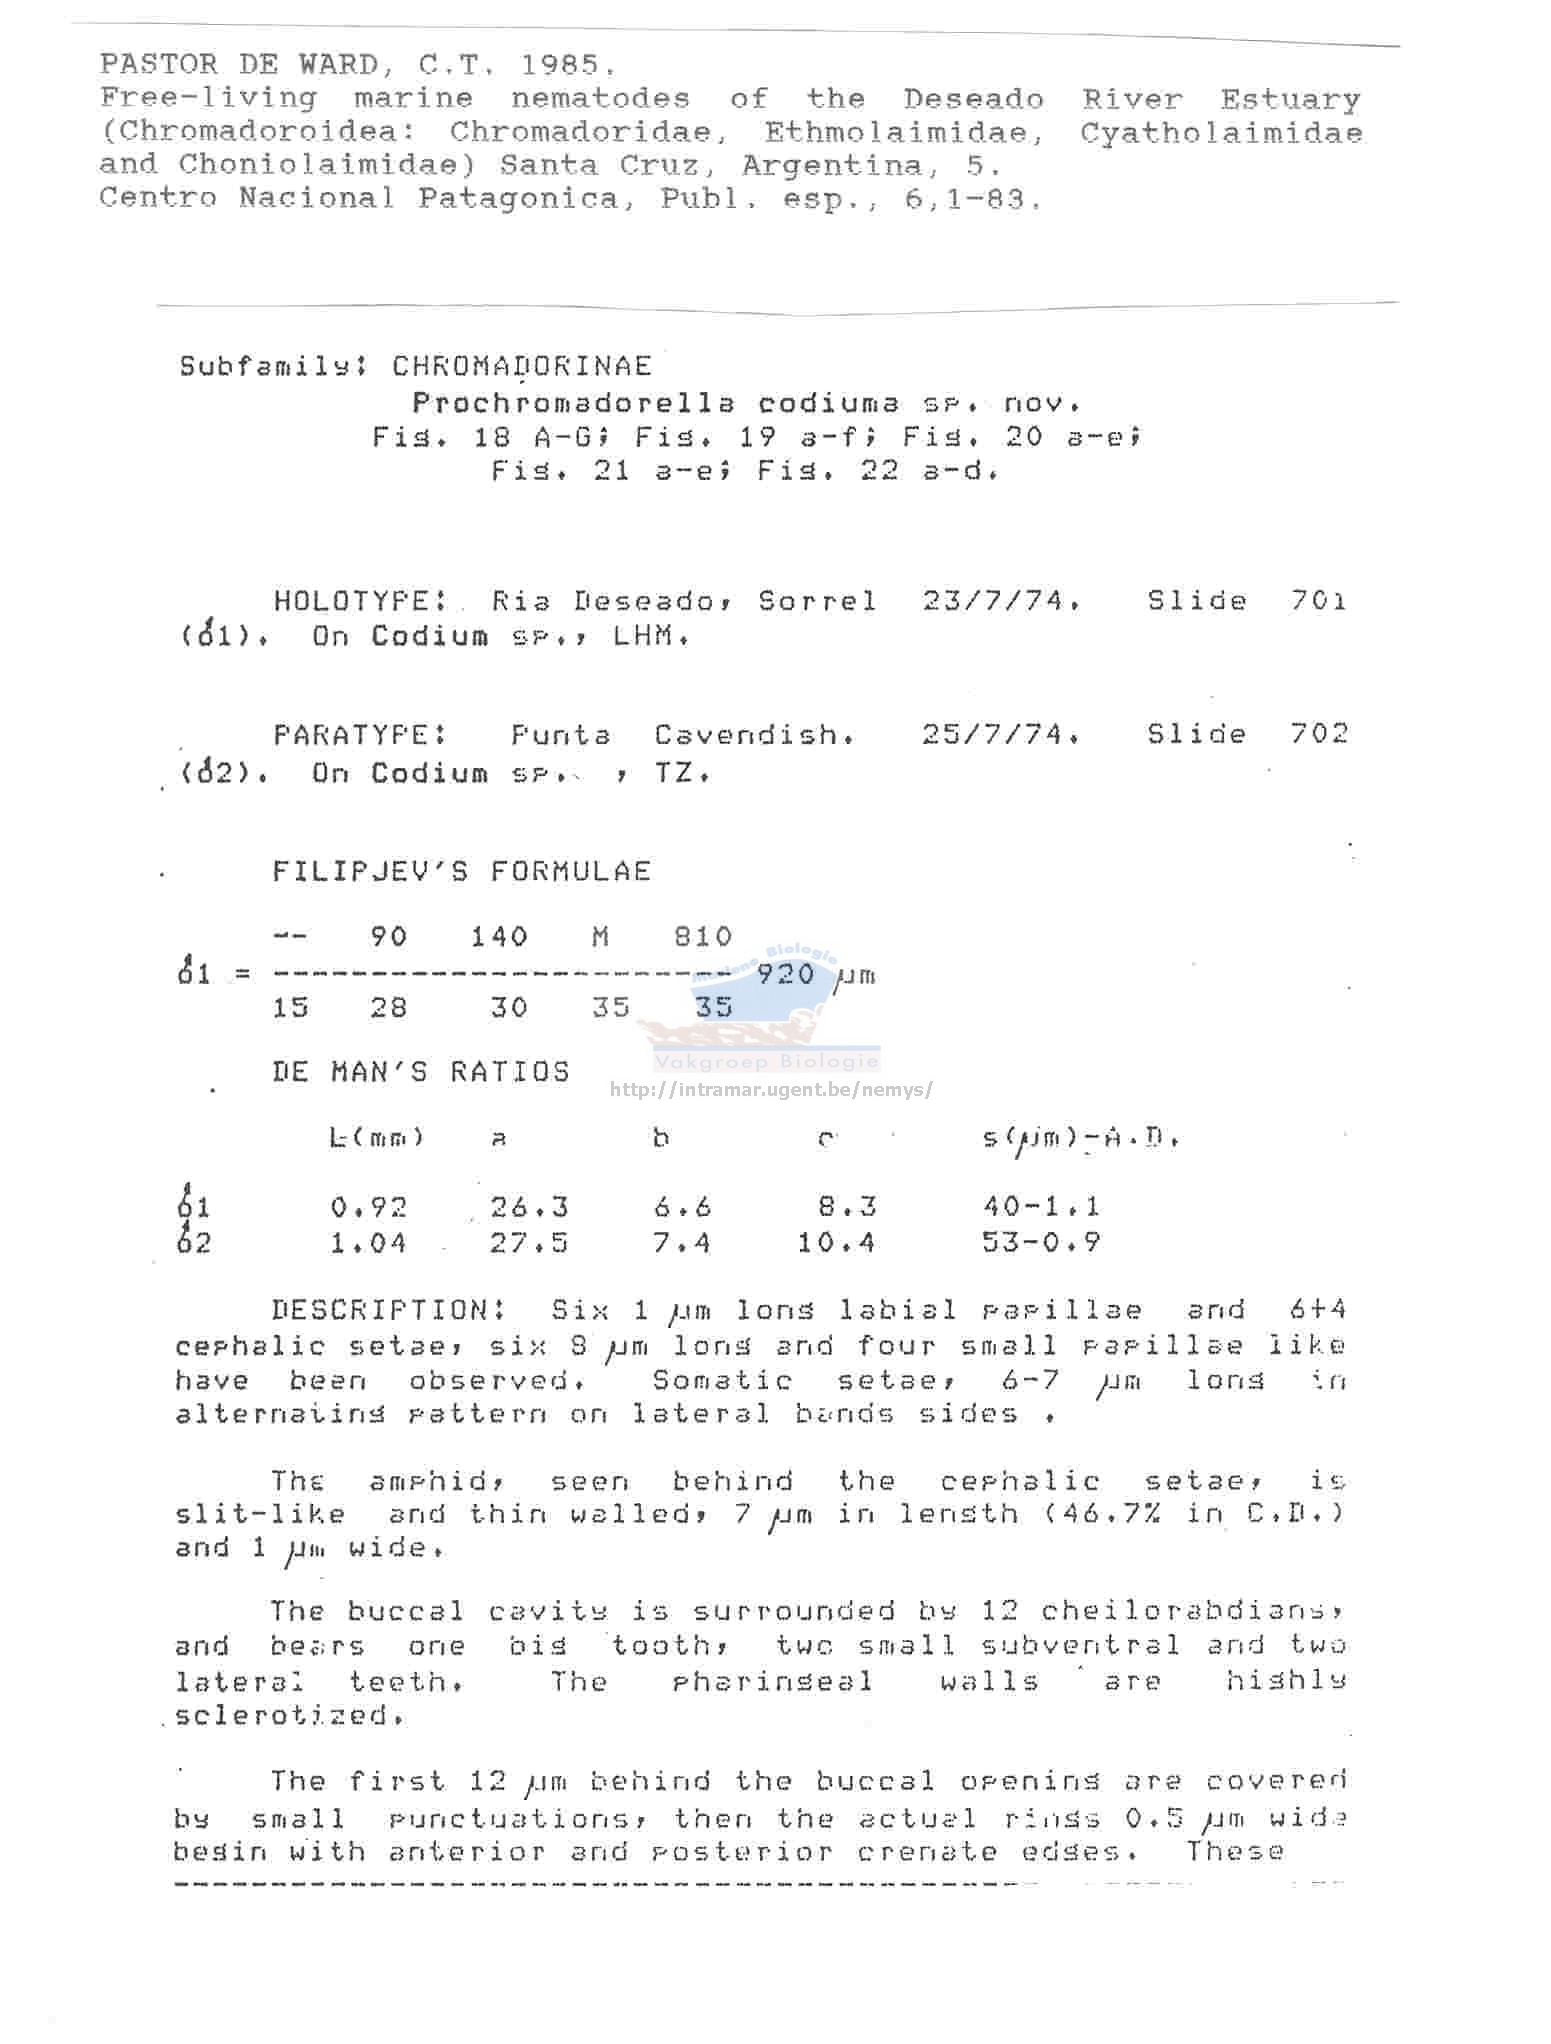 PASTOR DE WARD, C.T. 1985.
Free-living marine nematodes of the Deseado River Estuary
(Chromadoroidea: Chromadoridae, Ethmolaimidae, Cyatholaimidae
and Choniolaimidae) Santa Cruz, Argentina, 5.
Centro Nacional Patagonica, Publ. esp., 6,1-83.
Subfamily: CHROMADORINAE
Prochromadorella codiuma sp. nov.
Fig. 18 A-G; Fig. 19 a-f; Fig. 20 a-e;
Fig. 21 a-e; Fig. 22 a-d.
HOLOTYPE: Ria Deseado, Sorrel 23/7/74. Slide 701
(♂1). On Codium sp., LHM.
PARATYPE: Punta Cavendish. 25/7/74. Slide 702
(♂2). On Codium sp. , TZ.
FILIPJEV'S FORMULAE
-- 90 140 M 810
♂1 = ----------------------- 920 µm
15 28 30 35 35
Mariene Biologie
Vakgroep Biologie
DE MAN'S RATIOS
http://intramar.ugent.be/nemys/
L(mm) a b c s(µm)-A.D.
♂1 0.92 26.3 6.6 8.3 40-1.1
♂2 1.04 27.5 7.4 10.4 53-0.9
DESCRIPTION: Six 1 µm long labial papillae and 6+4
cephalic setae, six 8 µm long and four small papillae like
have been observed. Somatic setae, 6-7 µm long in
alternating pattern on lateral bands sides .
The amphid, seen behind the cephalic setae, is
slit-like and thin walled, 7 µm in length (46.7% in C.D.)
and 1 µm wide.
The buccal cavity is surrounded by 12 cheilorabdians,
and bears one big tooth, two small subventral and two
lateral teeth. The pharingeal walls are highly
sclerotized.
The first 12 µm behind the buccal opening are covered
by small punctuations, then the actual rings 0.5 µm wide
begin with anterior and posterior crenate edges. These